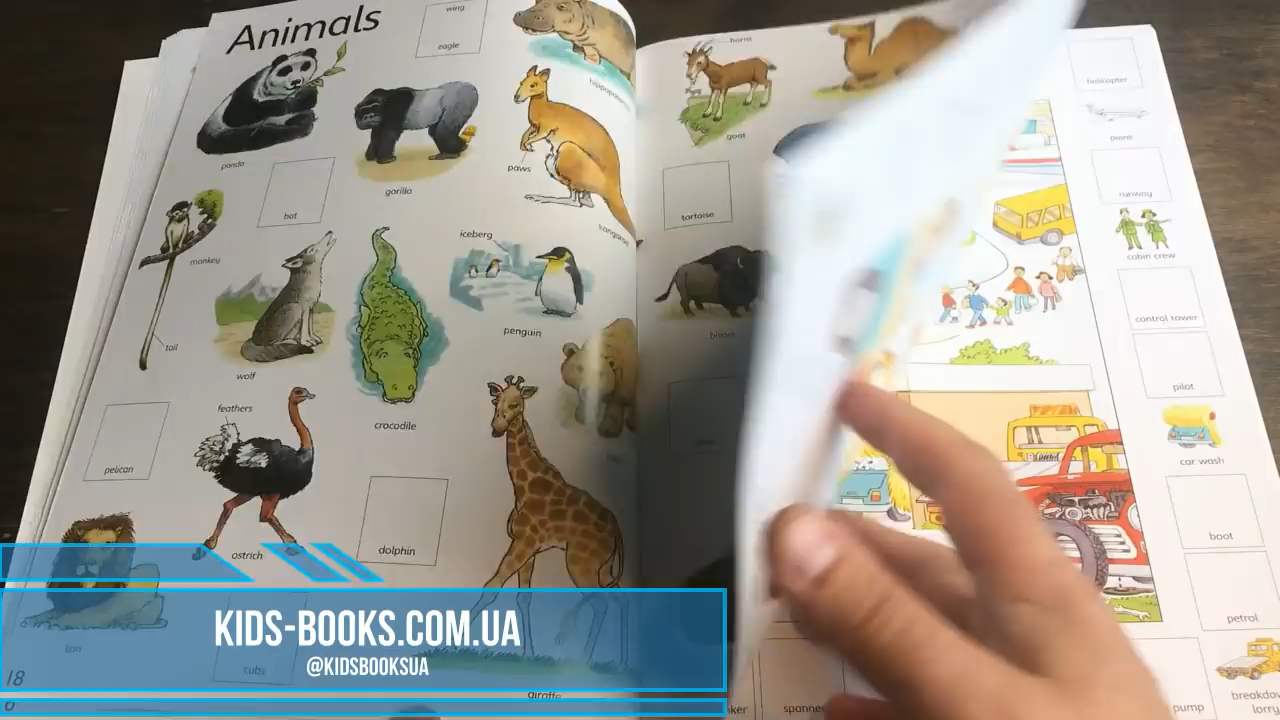 Animals
wing
eagle
panda
gorilla
hippopotamus
paws
kangaroo
bat
monkey
tail
wolf
iceberg
penguin
crocodile
feathers
pelican
ostrich
dolphin
lion
cubs
giraffe
18
horns
goat
tortoise
bison
helicopter
plane
runway
cabin crew
control tower
pilot
car wash
boot
petrol
pump
lorry
KIDS-BOOKS.COM.UA
@KIDSBOOKSUA